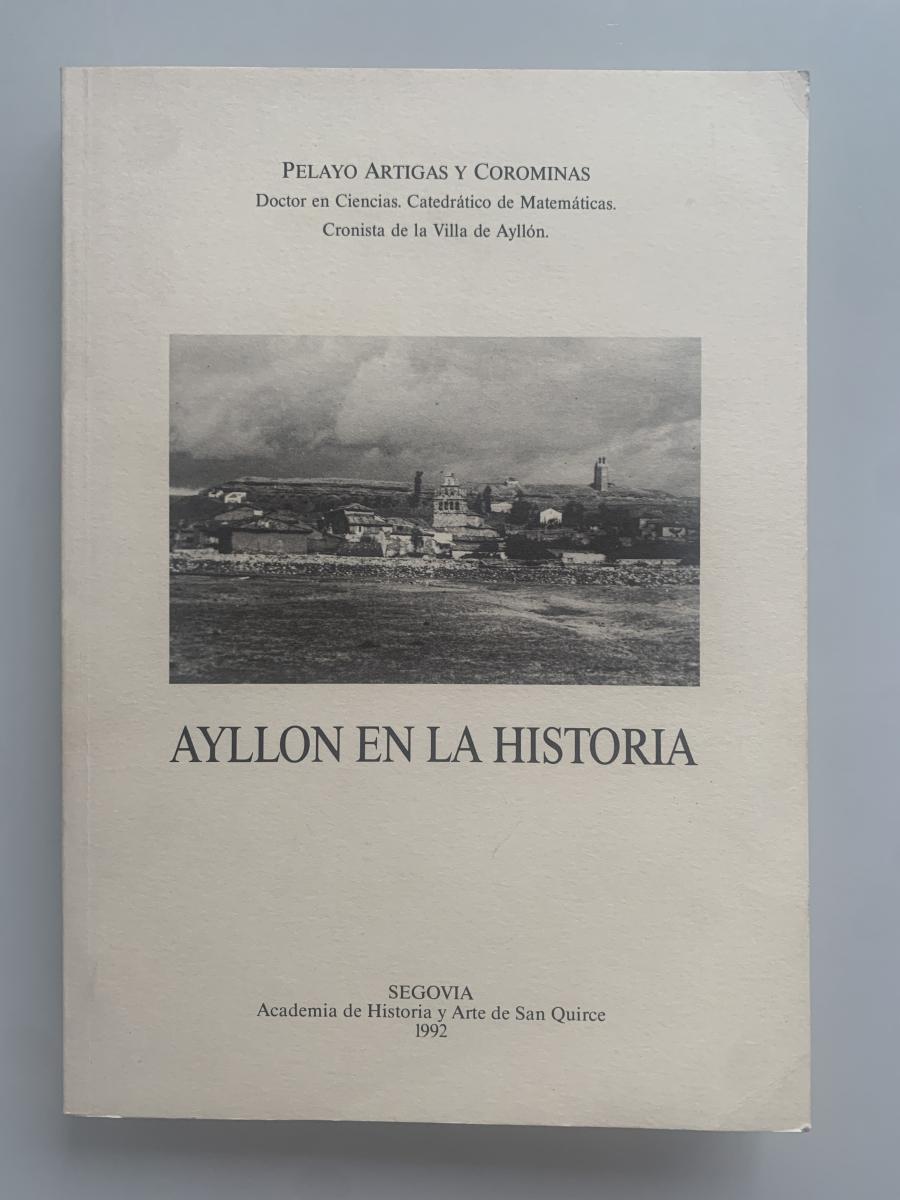 PELAYO ARTIGAS Y COROMINAS
Doctor en Ciencias. Catedrático de Matemáticas.
Cronista de la Villa de Ayllón.
AYLLON EN LA HISTORIA
SEGOVIA
Academia de Historia y Arte de San Quirce
1992